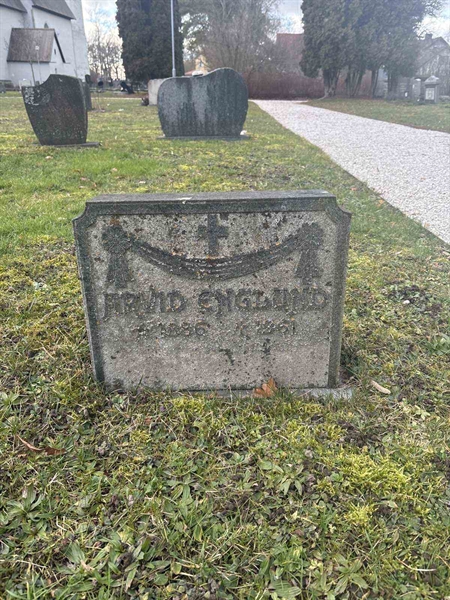 ARVID ENGLUND
* 1886 † 1961